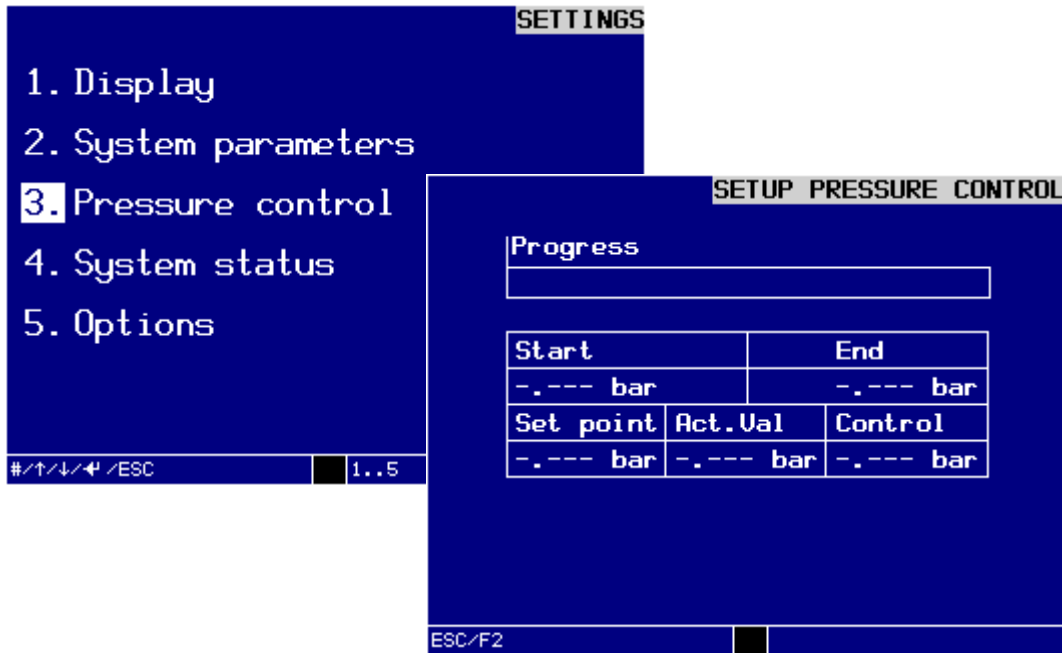 SETTINGS
1. Display
2. System parameters
3. Pressure control
4. System status
5. Options
#/↑/↓/↵ /ESC 1..5
SETUP PRESSURE CONTROL
Progress
Start End
-.--- bar -.--- bar
Set point Act.Val Control
-.--- bar -.--- bar -.--- bar
ESC/F2